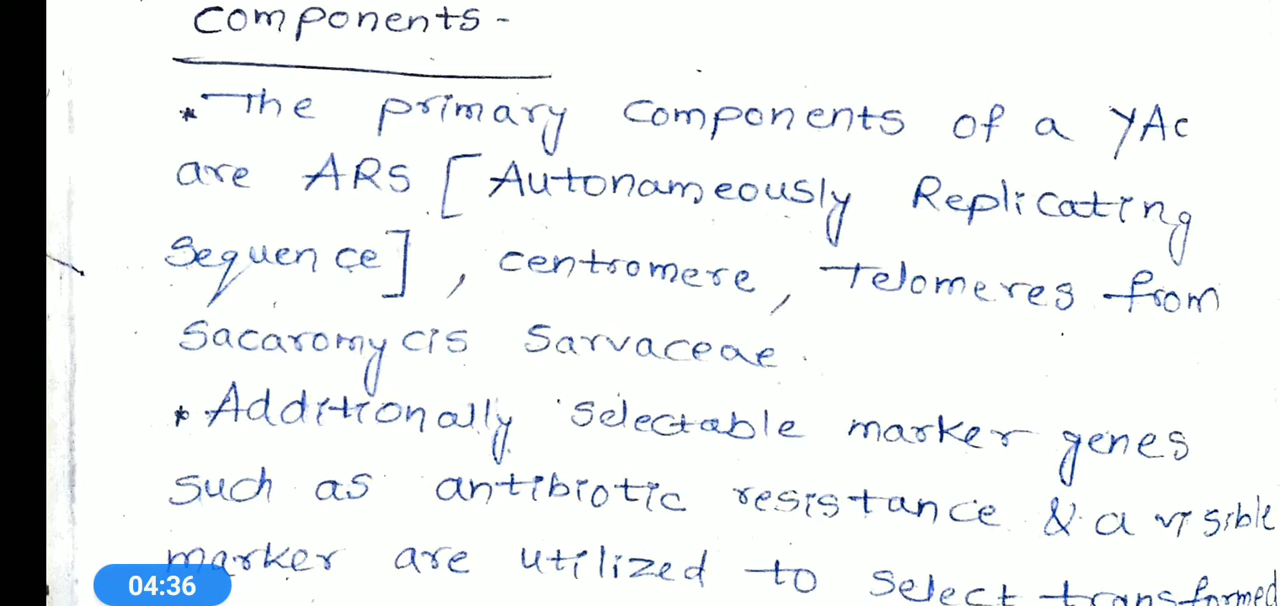 Components -
* The primary components of a YAC
are ARS [Autonameously Replicating
Sequence], centromere, Telomeres from
Sacaromycis Sarvaceae.
* Additionally selectable marker genes
such as antibiotic resistance & a visible
marker are utilized to select transformed
04:36